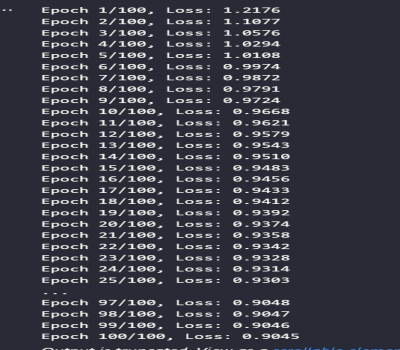 Epoch 1/100, Loss: 1.2176
Epoch 2/100, Loss: 1.1077
Epoch 3/100, Loss: 1.0576
Epoch 4/100, Loss: 1.0294
Epoch 5/100, Loss: 1.0108
Epoch 6/100, Loss: 0.9974
Epoch 7/100, Loss: 0.9872
Epoch 8/100, Loss: 0.9791
Epoch 9/100, Loss: 0.9724
Epoch 10/100, Loss: 0.9668
Epoch 11/100, Loss: 0.9621
Epoch 12/100, Loss: 0.9579
Epoch 13/100, Loss: 0.9543
Epoch 14/100, Loss: 0.9510
Epoch 15/100, Loss: 0.9483
Epoch 16/100, Loss: 0.9456
Epoch 17/100, Loss: 0.9433
Epoch 18/100, Loss: 0.9412
Epoch 19/100, Loss: 0.9392
Epoch 20/100, Loss: 0.9374
Epoch 21/100, Loss: 0.9358
Epoch 22/100, Loss: 0.9342
Epoch 23/100, Loss: 0.9328
Epoch 24/100, Loss: 0.9314
Epoch 25/100, Loss: 0.9303
...
Epoch 97/100, Loss: 0.9048
Epoch 98/100, Loss: 0.9047
Epoch 99/100, Loss: 0.9046
Epoch 100/100, Loss: 0.9045